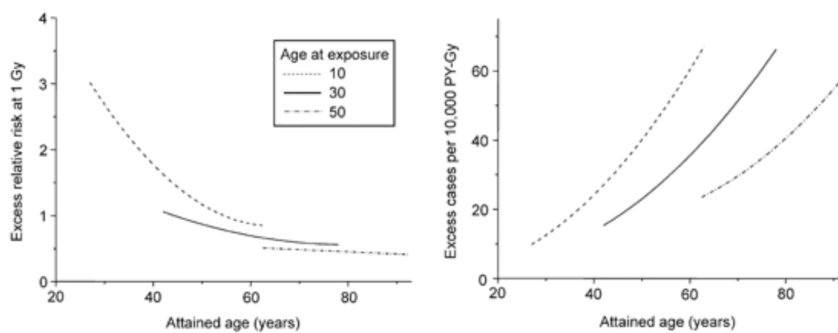 Excess relative risk at 1 Gy
4
3
2
1
0
Age at exposure
10
30
50
20 40 60 80
Attained age (years)
Excess cases per 10,000 PY-Gy
60
40
20
0
20 40 60 80
Attained age (years)